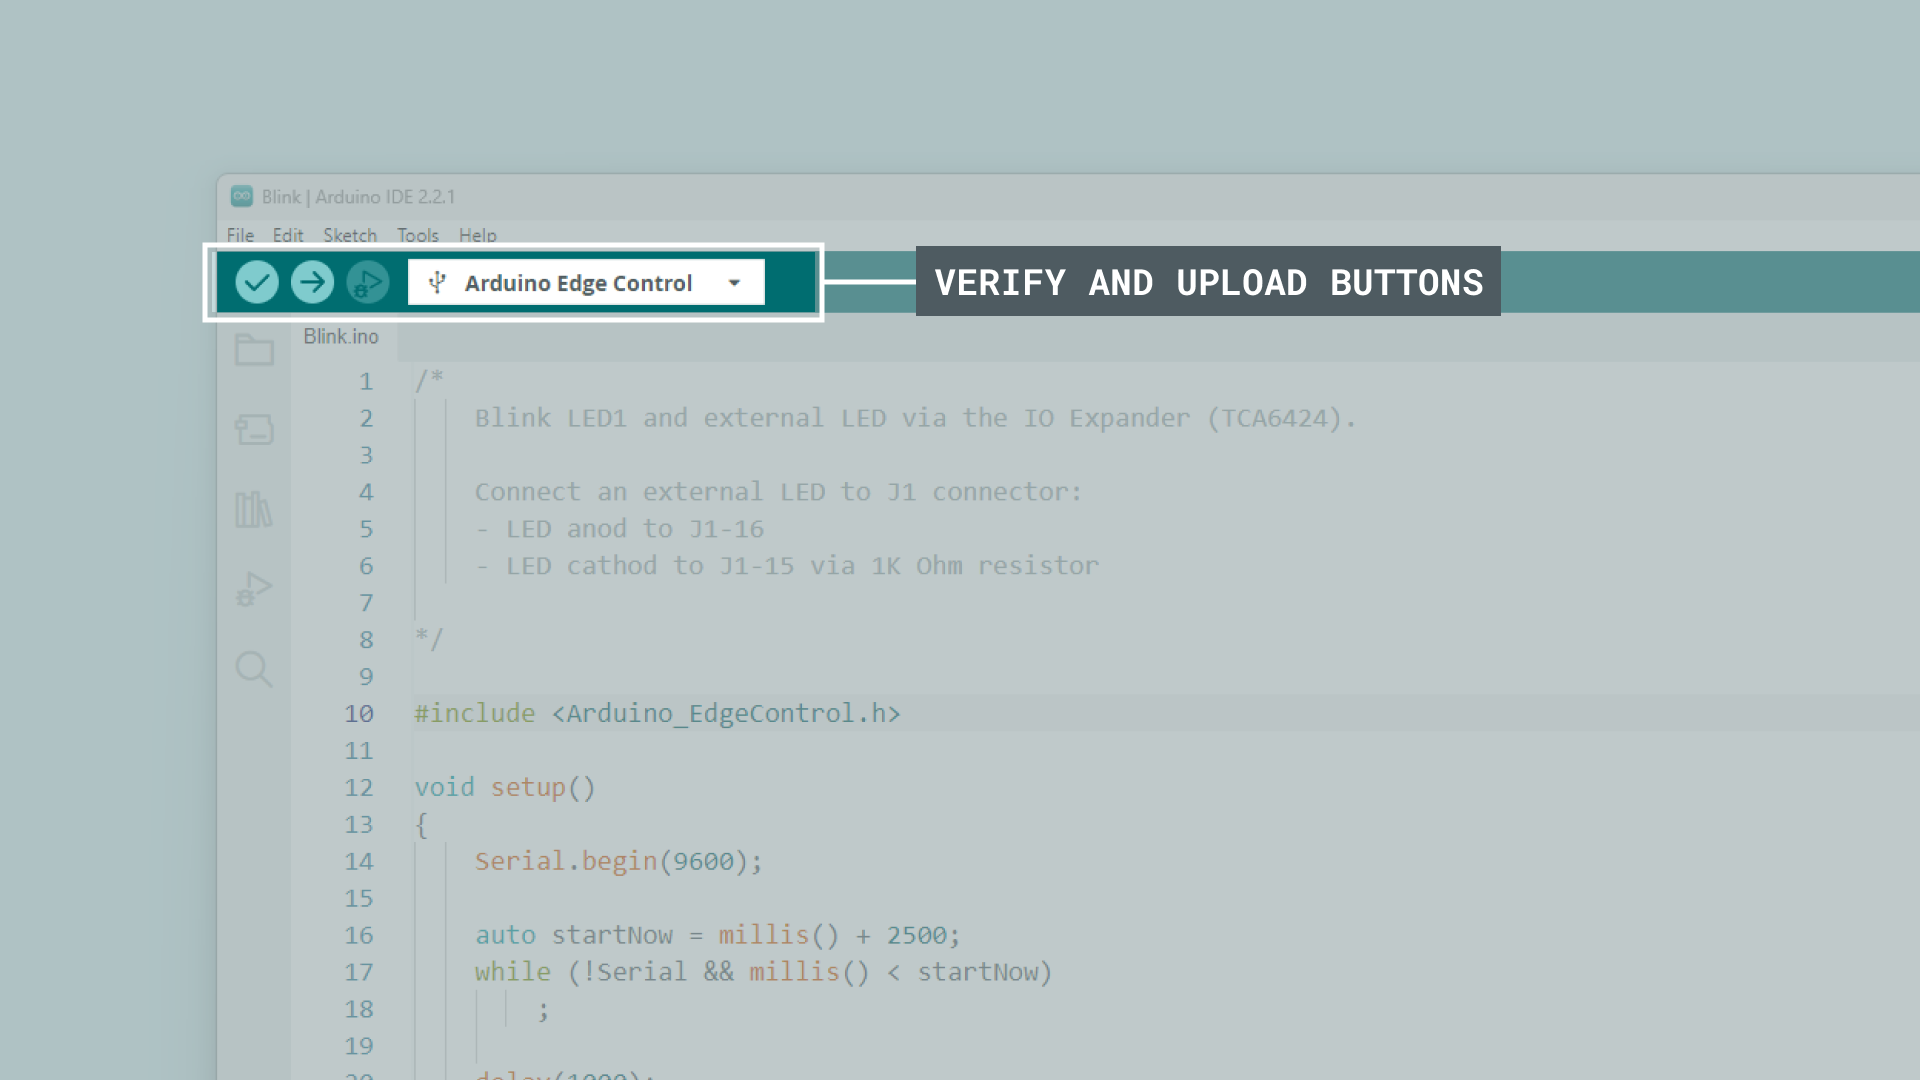 Blink | Arduino IDE 2.2.1
File Edit Sketch Tools Help
Arduino Edge Control
VERIFY AND UPLOAD BUTTONS
Blink.ino
1 /*
2 Blink LED1 and external LED via the IO Expander (TCA6424).
3
4 Connect an external LED to J1 connector:
5 - LED anod to J1-16
6 - LED cathod to J1-15 via 1K Ohm resistor
7
8 */
9
10 #include <Arduino_EdgeControl.h>
11
12 void setup()
13 {
14 Serial.begin(9600);
15
16 auto startNow = millis() + 2500;
17 while (!Serial && millis() < startNow)
18 ;
19
20 delay(1000);